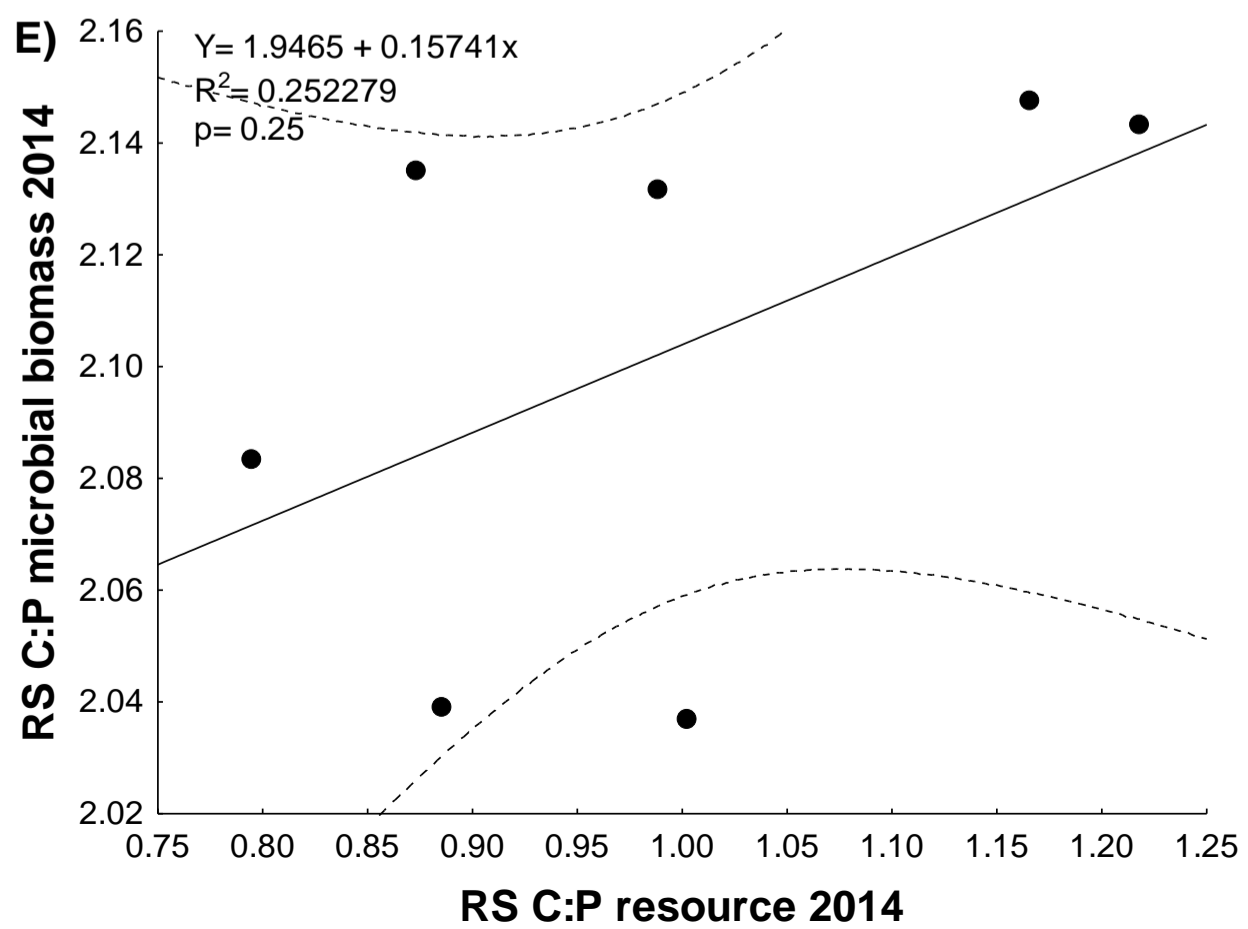 E)
Y= 1.9465 + 0.15741x
R²= 0.252279
p= 0.25
RS C:P microbial biomass 2014
2.16
2.14
2.12
2.10
2.08
2.06
2.04
2.02
0.75 0.80 0.85 0.90 0.95 1.00 1.05 1.10 1.15 1.20 1.25
RS C:P resource 2014